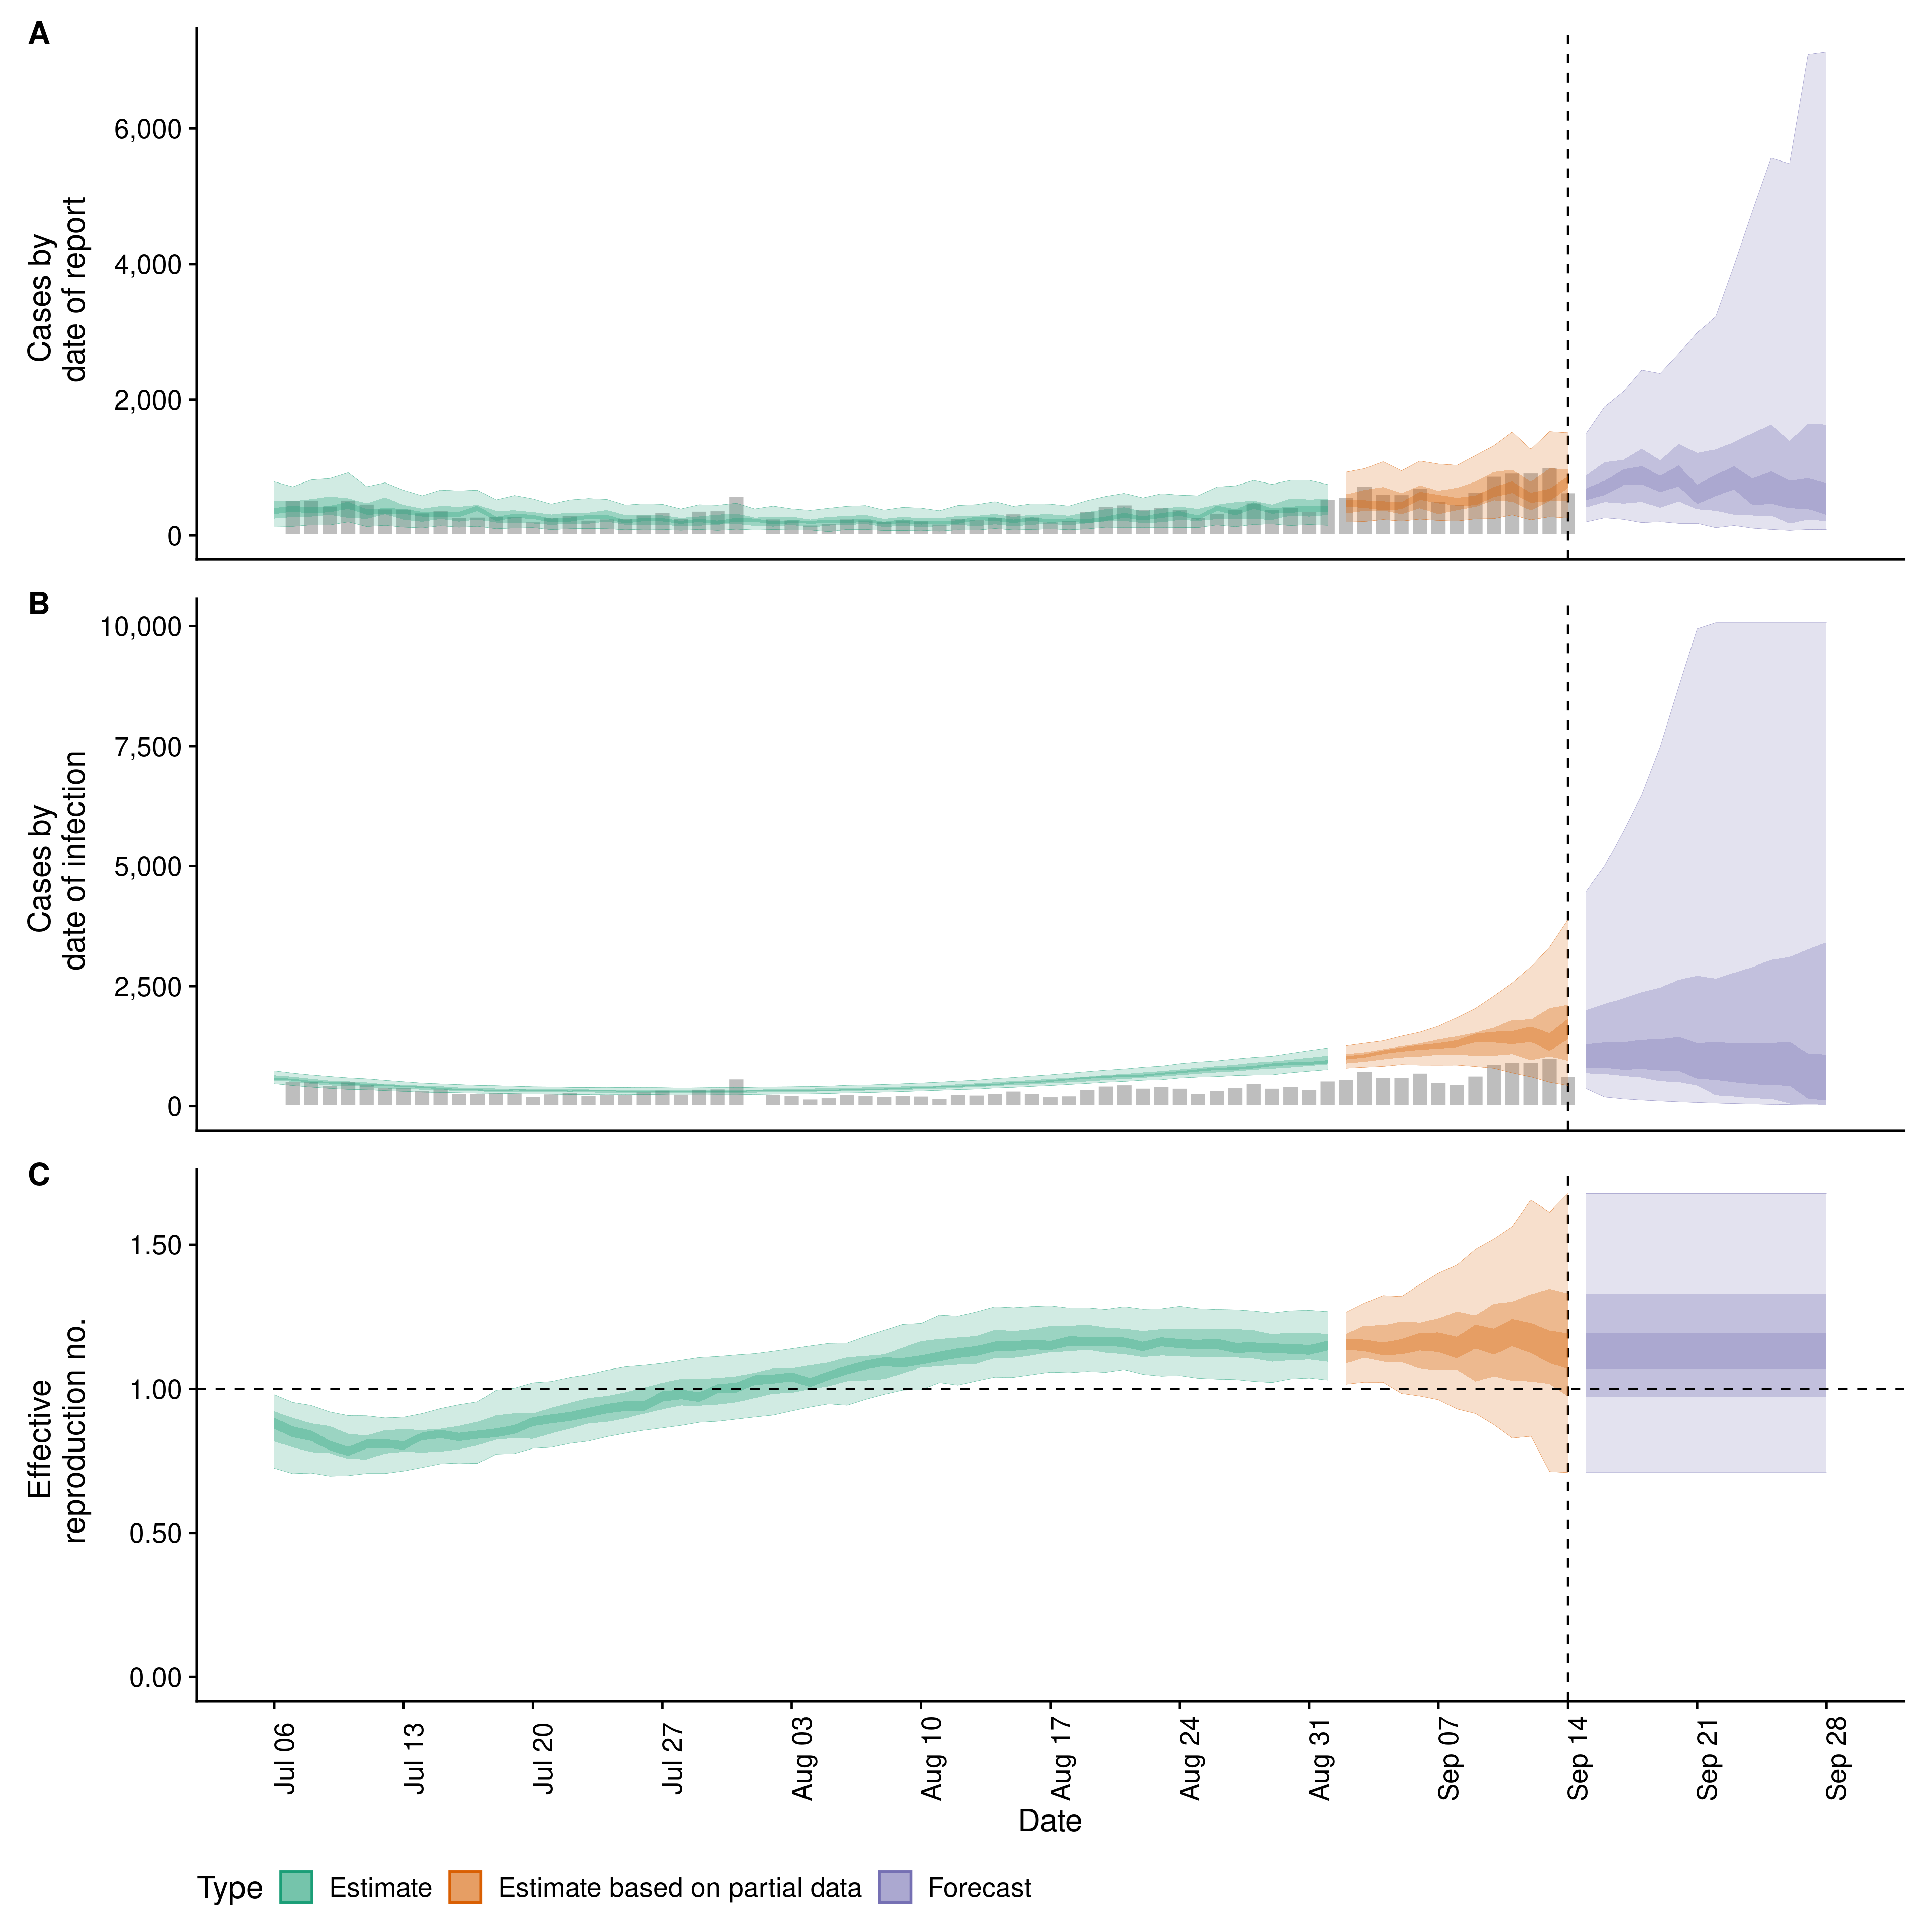 A
Cases by
date of report
6,000
4,000
2,000
0
B
Cases by
date of infection
10,000
7,500
5,000
2,500
0
C
Effective
reproduction no.
1.50
1.00
0.50
0.00
Jul 06
Jul 13
Jul 20
Jul 27
Aug 03
Aug 10
Aug 17
Aug 24
Aug 31
Sep 07
Sep 14
Sep 21
Sep 28
Date
Type Estimate Estimate based on partial data Forecast